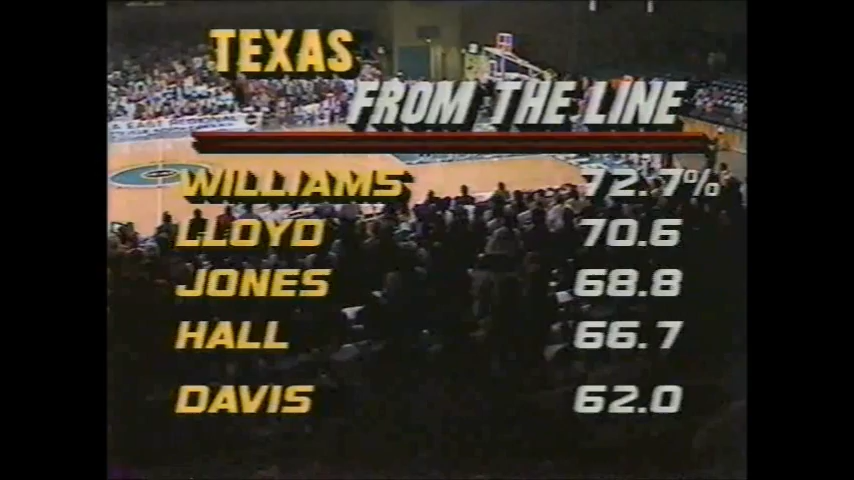 TEXAS
FROM THE LINE
WILLIAMS 72.7%
LLOYD 70.6
JONES 68.8
HALL 66.7
DAVIS 62.0